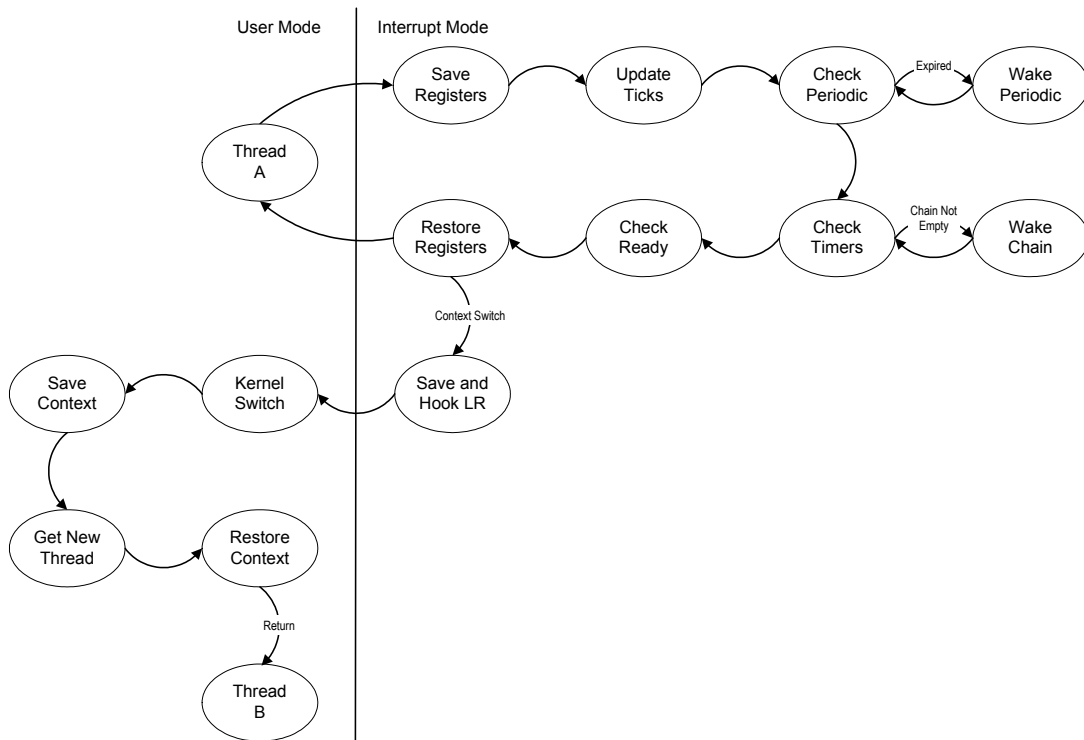 User Mode
Interrupt Mode
Save
Registers
Update
Ticks
Check
Periodic
Expired
Wake
Periodic
Thread
A
Restore
Registers
Check
Ready
Check
Timers
Chain Not
Empty
Wake
Chain
Context Switch
Save
Context
Kernel
Switch
Save and
Hook LR
Get New
Thread
Restore
Context
Return
Thread
B